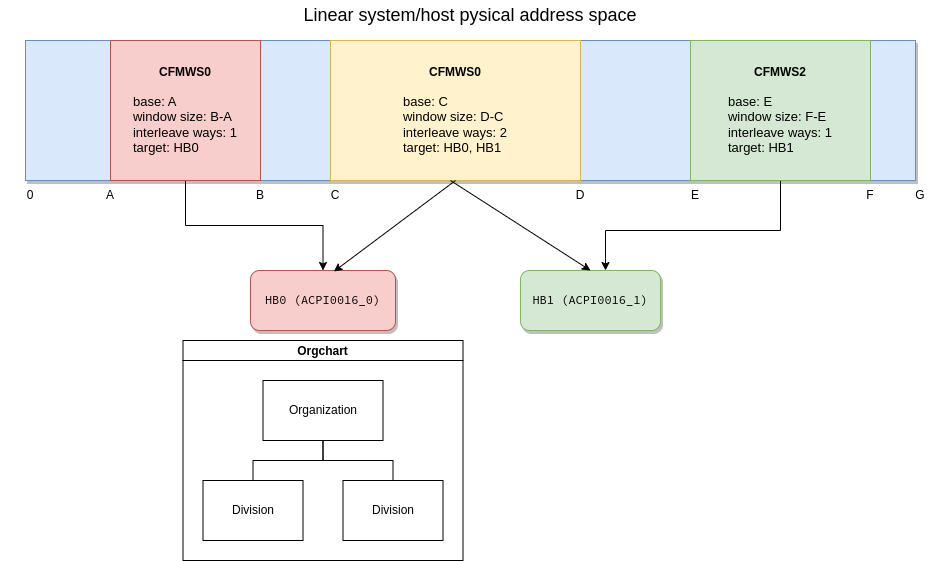 Linear system/host pysical address space
CFMWS0
base: A
window size: B-A
interleave ways: 1
target: HB0
CFMWS0
base: C
window size: D-C
interleave ways: 2
target: HB0, HB1
CFMWS2
base: E
window size: F-E
interleave ways: 1
target: HB1
0
A
B
C
D
E
F
G
HB0 (ACPI0016_0)
HB1 (ACPI0016_1)
Orgchart
Organization
Division
Division